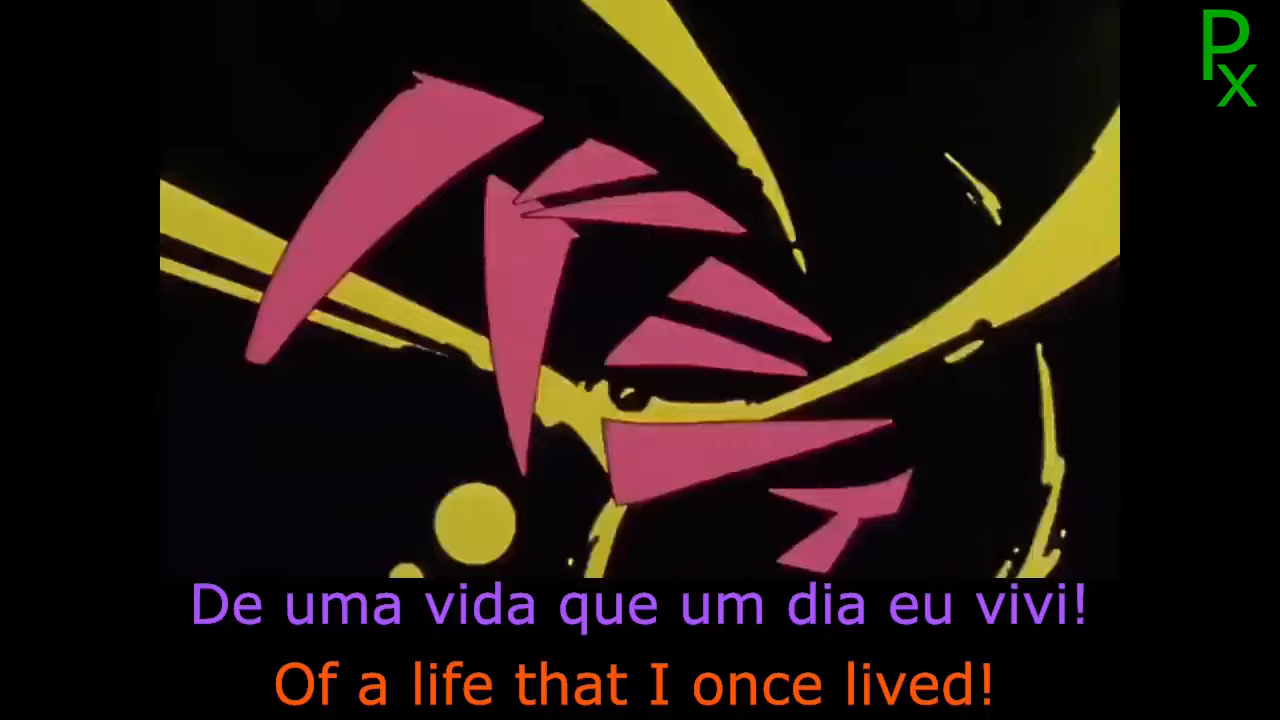 Px
De uma vida que um dia eu vivi!
Of a life that I once lived!